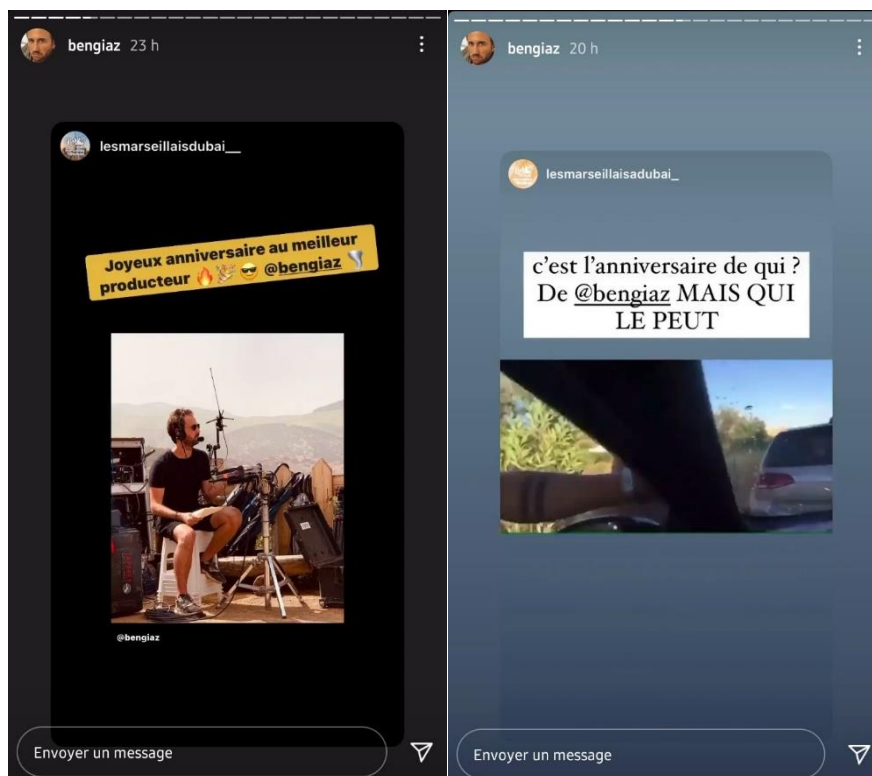 bengiaz 23 h
lesmarseillaisdubai__
Joyeux anniversaire au meilleur
producteur 🔥🕊️😎 @bengiaz 🌪️
@bengiaz
Envoyer un message
bengiaz 20 h
lesmarseillaisadubai_
c’est l’anniversaire de qui ?
De @bengiaz MAIS QUI
LE PEUT
Envoyer un message